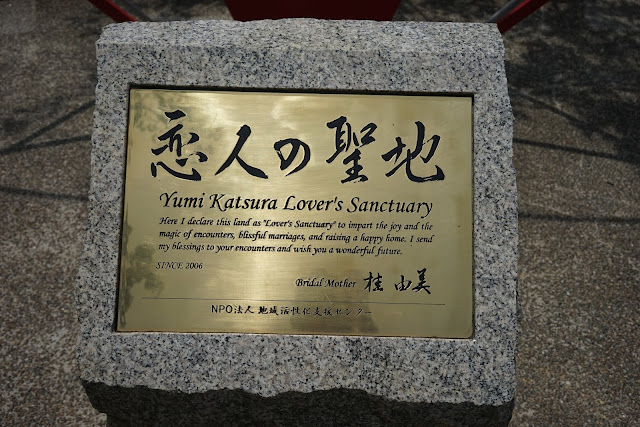 恋人の聖地
Yumi Katsura Lover's Sanctuary
Here I declare this land as "Lover's Sanctuary" to impart the joy and the
magic of encounters, blissful marriages, and raising a happy home. I send
my blessings to your encounters and wish you a wonderful future.
SINCE 2006
Bridal Mother 桂 由美
NPO法人 地域活性化支援センター